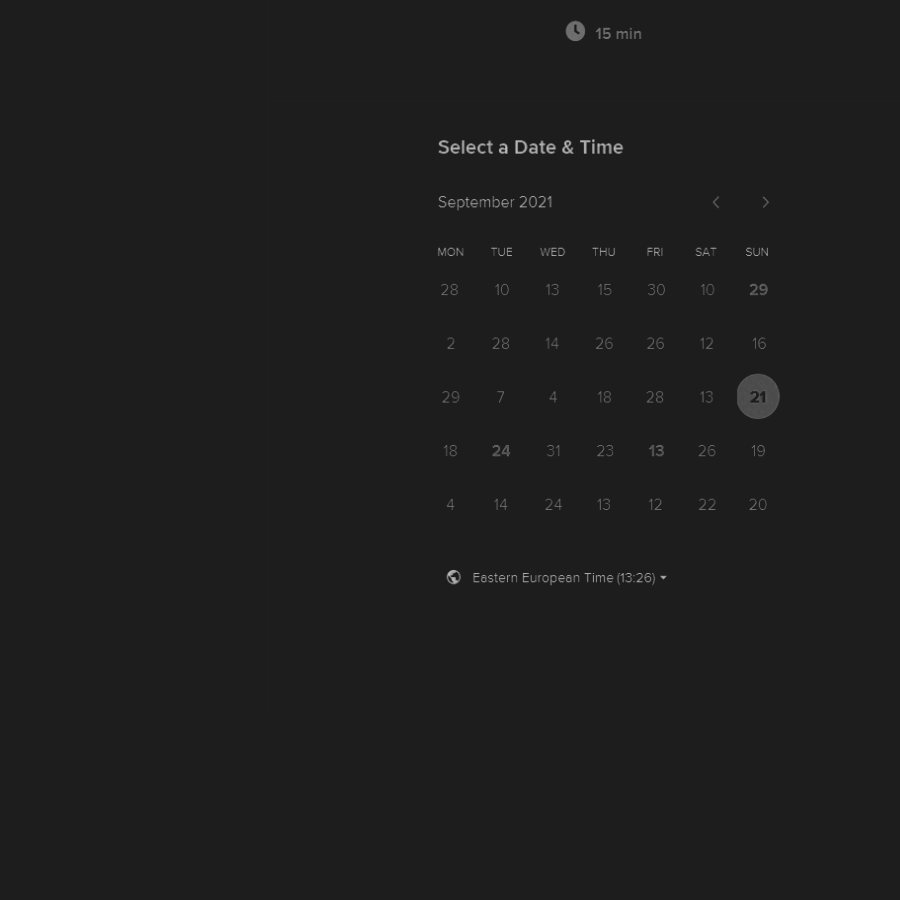 15 min
Select a Date & Time
September 2021
MON TUE WED THU FRI SAT SUN
28 10 13 15 30 10 29
2 28 14 26 26 12 16
29 7 4 18 28 13 21
18 24 31 23 13 26 19
4 14 24 13 12 22 20
Eastern European Time (13:26)